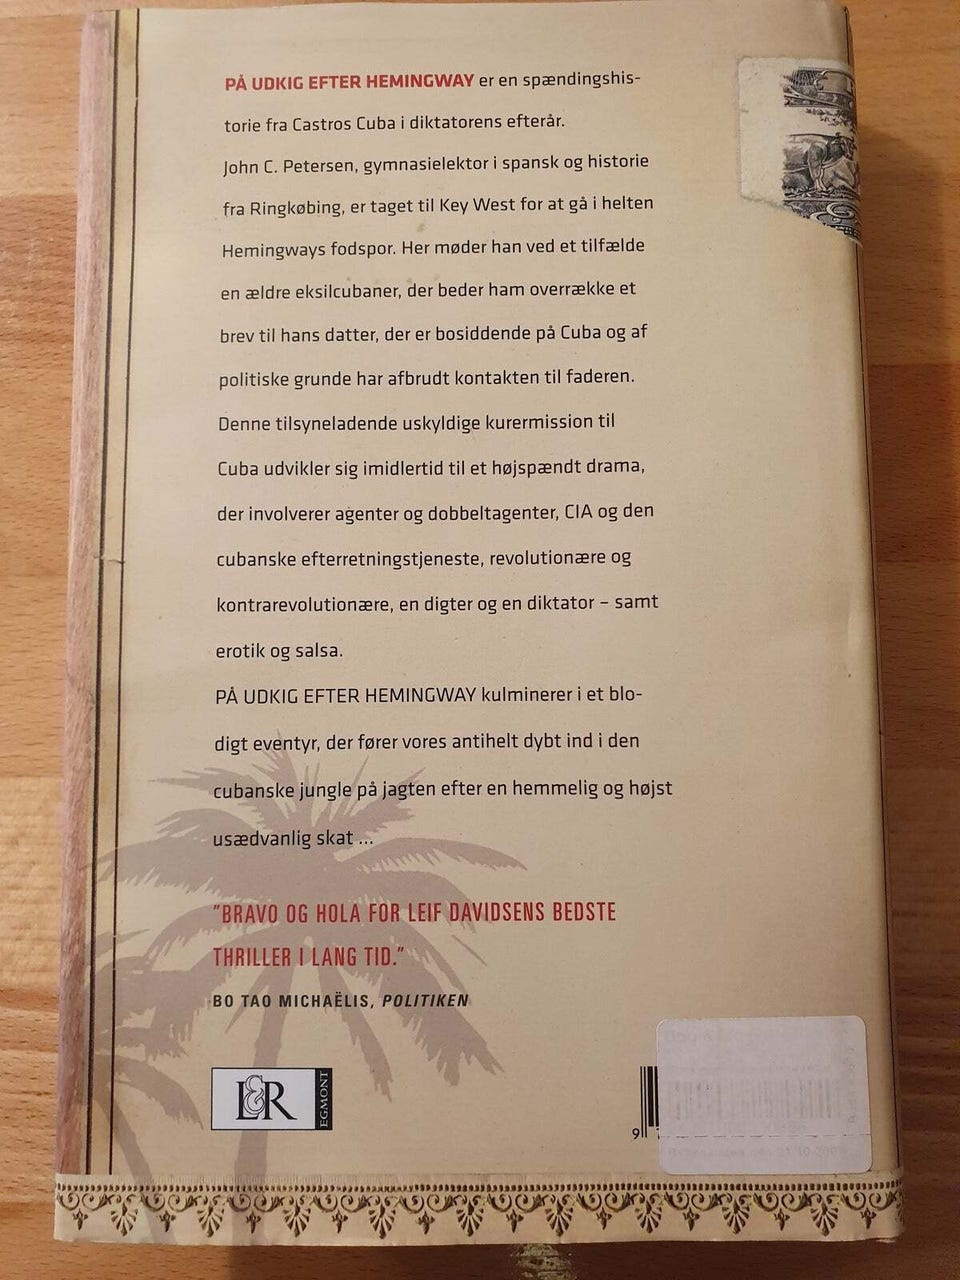 PÅ UDKIG EFTER HEMINGWAY er en spændingshis-
torie fra Castros Cuba i diktatorens efterår.
John C. Petersen, gymnasielektor i spansk og historie
fra Ringkøbing, er taget til Key West for at gå i helten
Hemingways fodspor. Her møder han ved et tilfælde
en ældre eksilcubaner, der beder ham overrække et
brev til hans datter, der er bosiddende på Cuba og af
politiske grunde har afbrudt kontakten til faderen.
Denne tilsyneladende uskyldige kurermission til
Cuba udvikler sig imidlertid til et højspændt drama,
der involverer agenter og dobbeltagenter, CIA og den
cubanske efterretningstjeneste, revolutionære og
kontrarevolutionære, en digter og en diktator – samt
erotik og salsa.
PÅ UDKIG EFTER HEMINGWAY kulminerer i et blo-
digt eventyr, der fører vores antihelt dybt ind i den
cubanske jungle på jagten efter en hemmelig og højst
usædvanlig skat ...
"BRAVO OG HOLA FOR LEIF DAVIDSENS BEDSTE
THRILLER I LANG TID."
BO TAO MICHAËLIS, POLITIKEN
L&R
EGMONT
9